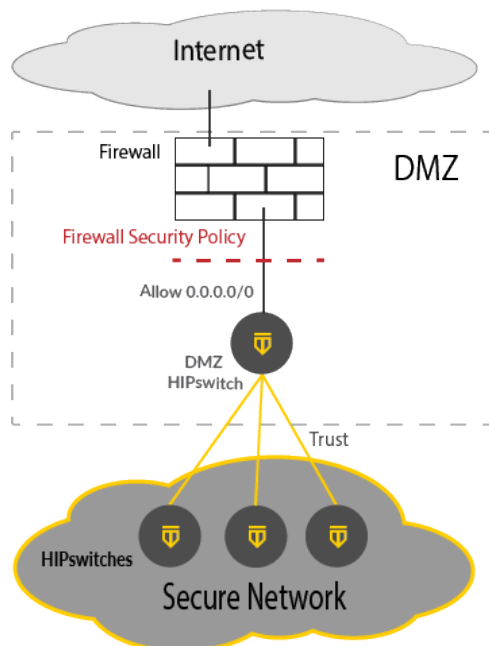 Internet
Firewall
DMZ
Firewall Security Policy
Allow 0.0.0.0/0
DMZ
HIPswitch
Trust
HIPswitches
Secure Network